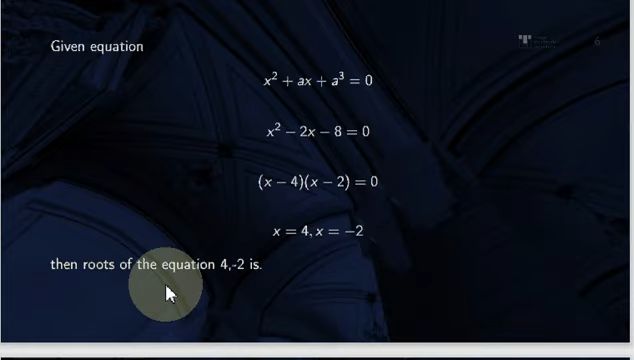 Given equation
x² + ax + a³ = 0
x² − 2x − 8 = 0
(x − 4)(x − 2) = 0
x = 4, x = −2
then roots of the equation 4,-2 is.